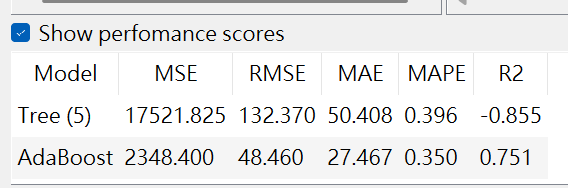 Show perfomance scores
Model MSE RMSE MAE MAPE R2
Tree (5) 17521.825 132.370 50.408 0.396 -0.855
AdaBoost 2348.400 48.460 27.467 0.350 0.751